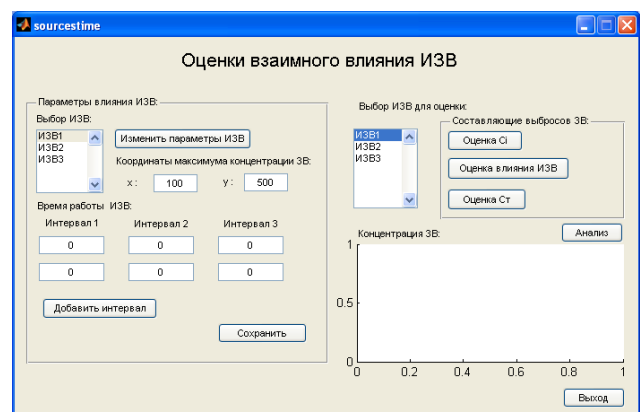 sourcestime
Оценки взаимного влияния ИЗВ
Параметры влияния ИЗВ:
Выбор ИЗВ:
ИЗВ1
ИЗВ2
ИЗВ3
Изменить параметры ИЗВ
Координаты максимума концентрации ЗВ:
x: 100 y: 500
Время работы ИЗВ:
Интервал 1 Интервал 2 Интервал 3
0 0 0
0 0 0
Добавить интервал
Сохранить
Выбор ИЗВ для оценки:
ИЗВ1
ИЗВ2
ИЗВ3
Составляющие выбросов ЗВ:
Оценка Ci
Оценка влияния ИЗВ
Оценка Ст
Концентрация ЗВ:
Анализ
1
0.5
0
0 0.2 0.4 0.6 0.8 1
Выход